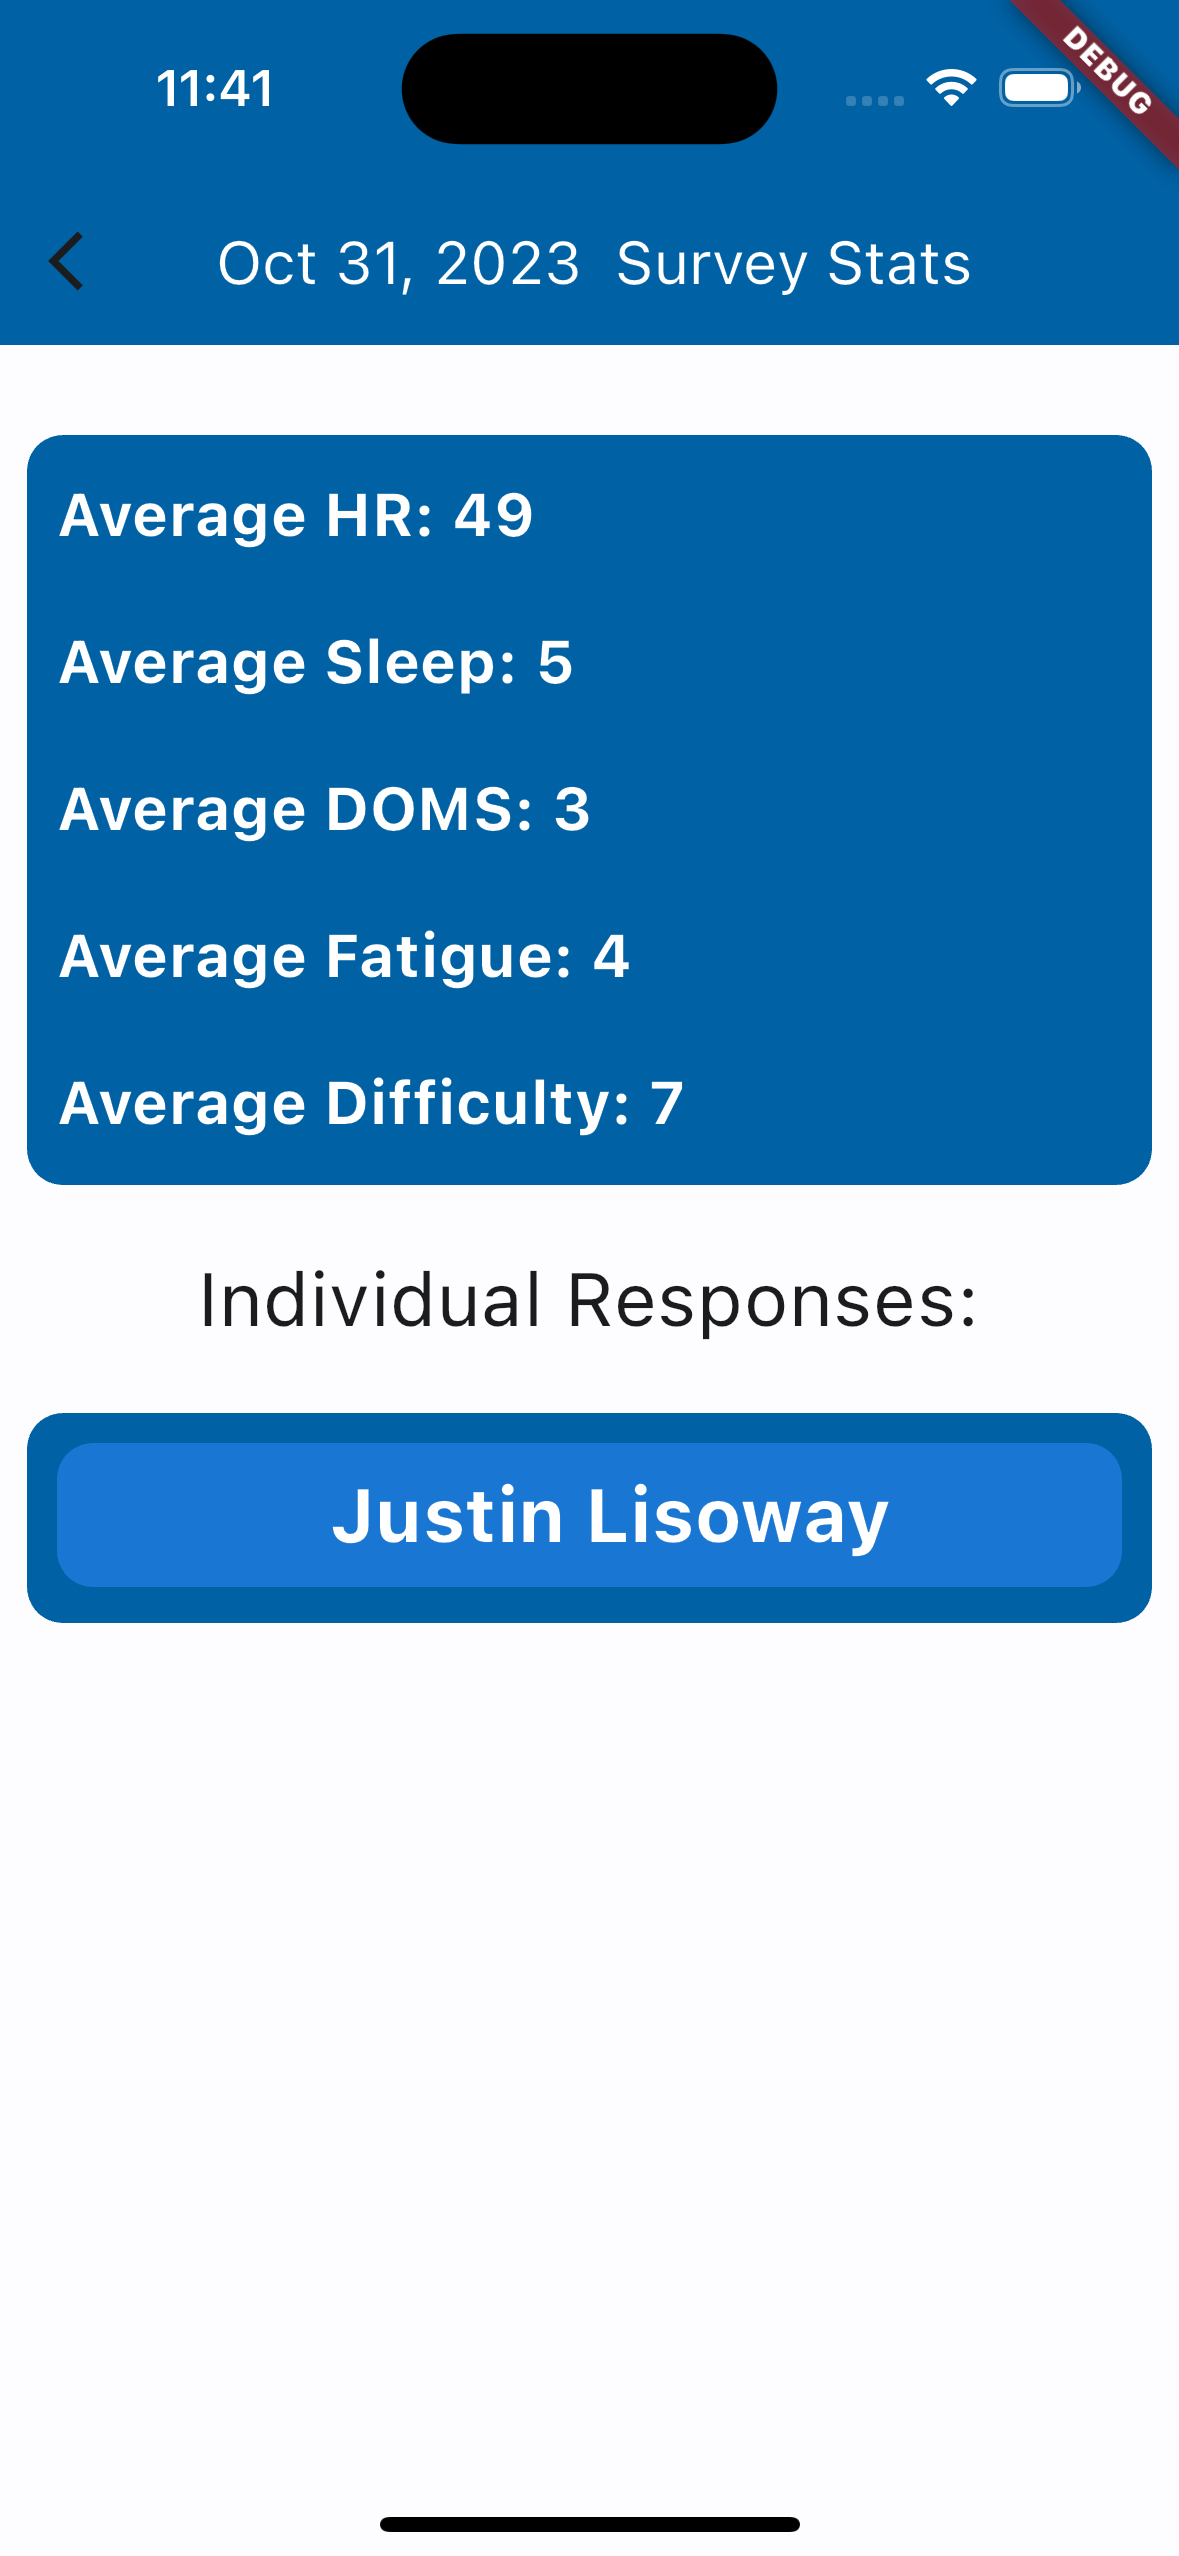 11:41
DEBUG
Oct 31, 2023  Survey Stats
Average HR: 49
Average Sleep: 5
Average DOMS: 3
Average Fatigue: 4
Average Difficulty: 7
Individual Responses:
Justin Lisoway